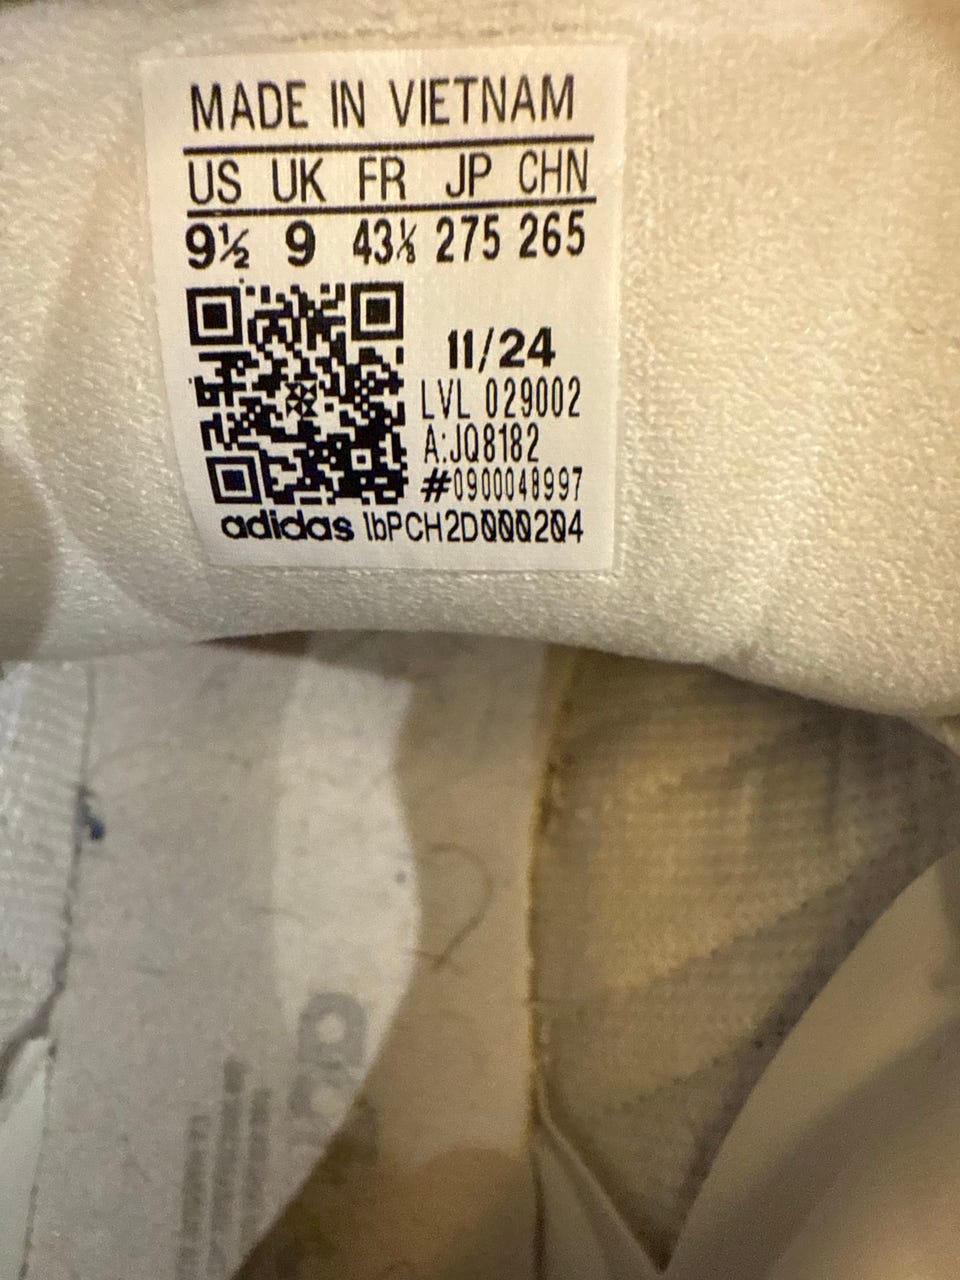 MADE IN VIETNAM
US UK FR JP CHN
9½ 9 43⅓ 275 265
11/24
LVL 029002
A:JQ8182
#0900048997
adidas lbPCH2D000204